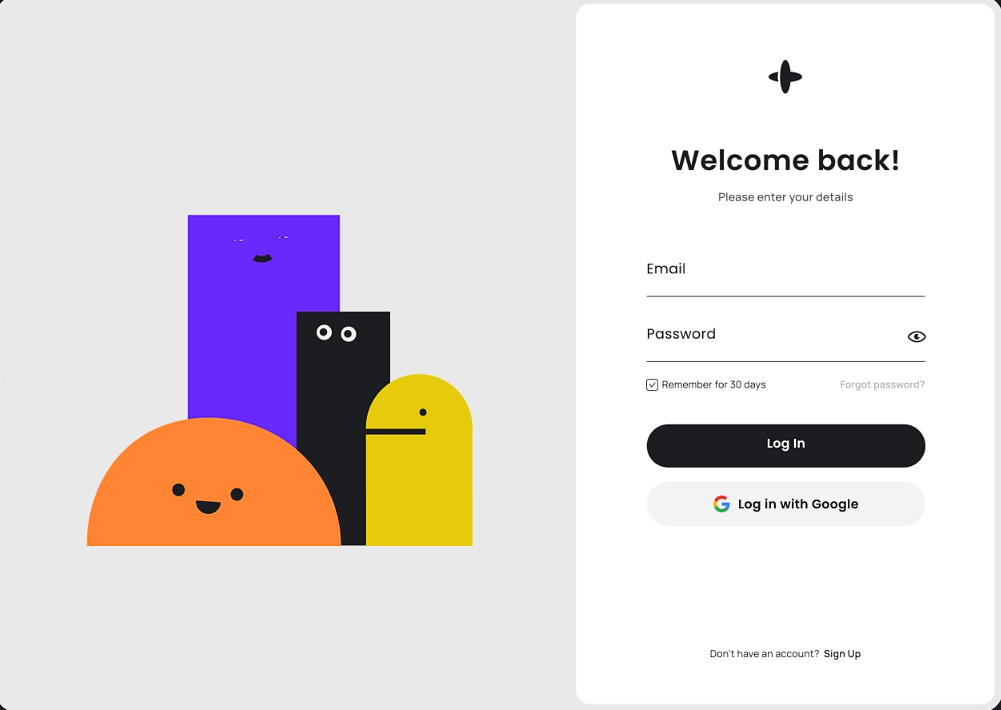 Welcome back!
Please enter your details
Email
Password
Remember for 30 days
Forgot password?
Log In
Log in with Google
Don't have an account? Sign Up